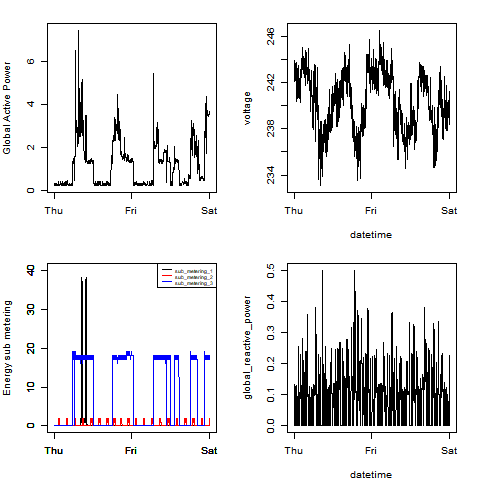 Global Active Power
6
4
2
0
Thu Fri Sat
voltage
246
242
238
234
Thu Fri Sat
datetime
Energy sub metering
40
30
20
10
0
sub_metering_1
sub_metering_2
sub_metering_3
Thu Fri Sat
global_reactive_power
0.5
0.4
0.3
0.2
0.1
0.0
Thu Fri Sat
datetime